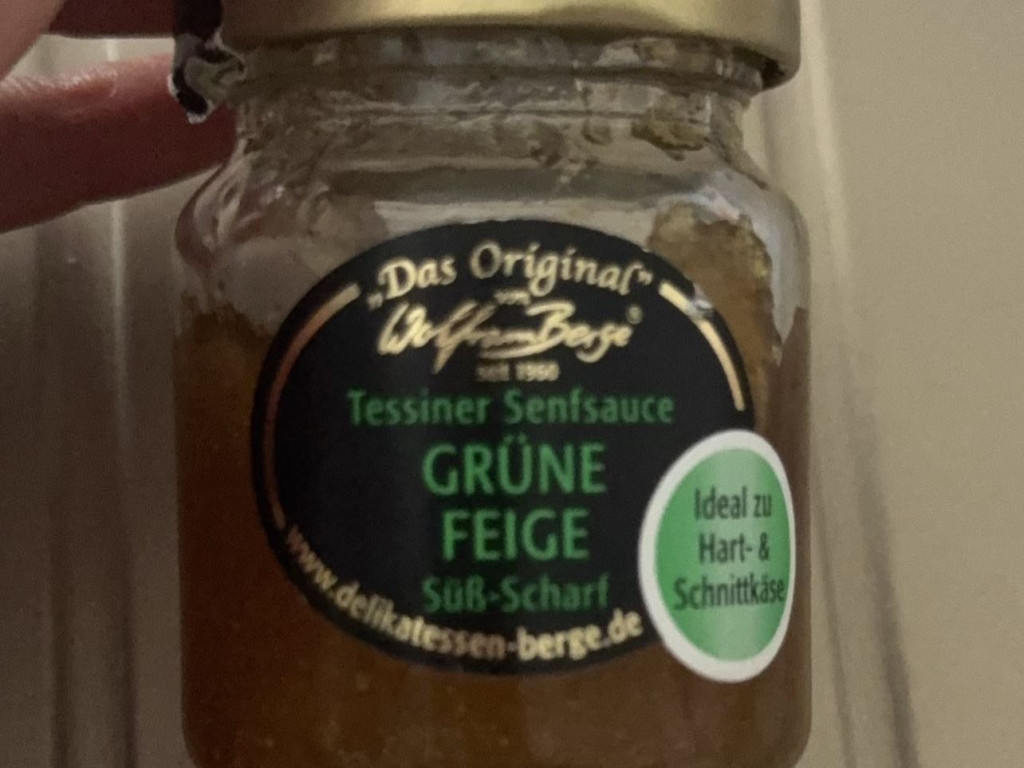 „Das Original”
von
Wolfram Berge®
seit 1960
Tessiner Senfsauce
GRÜNE
FEIGE
Süß-Scharf
www.delikatessen-berge.de
Ideal zu
Hart- &
Schnittkäse